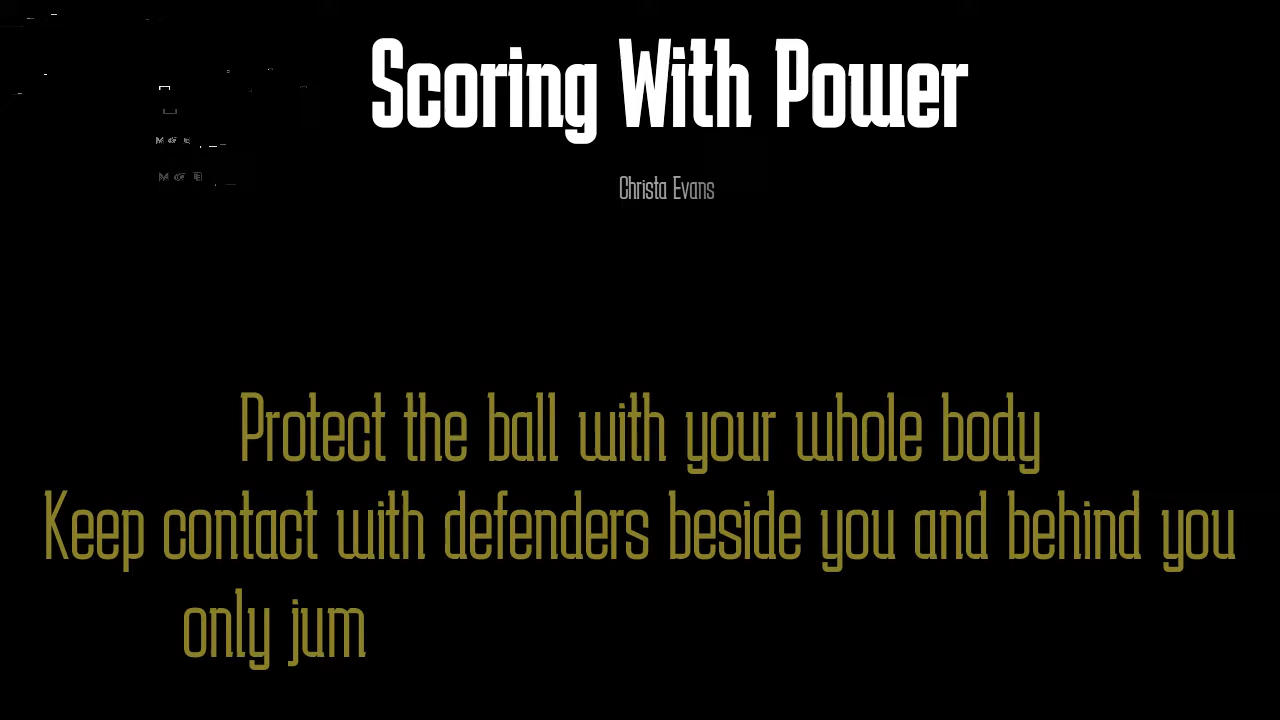 Scoring With Power
Christa Evans
Protect the ball with your whole body
Keep contact with defenders beside you and behind you
only jum